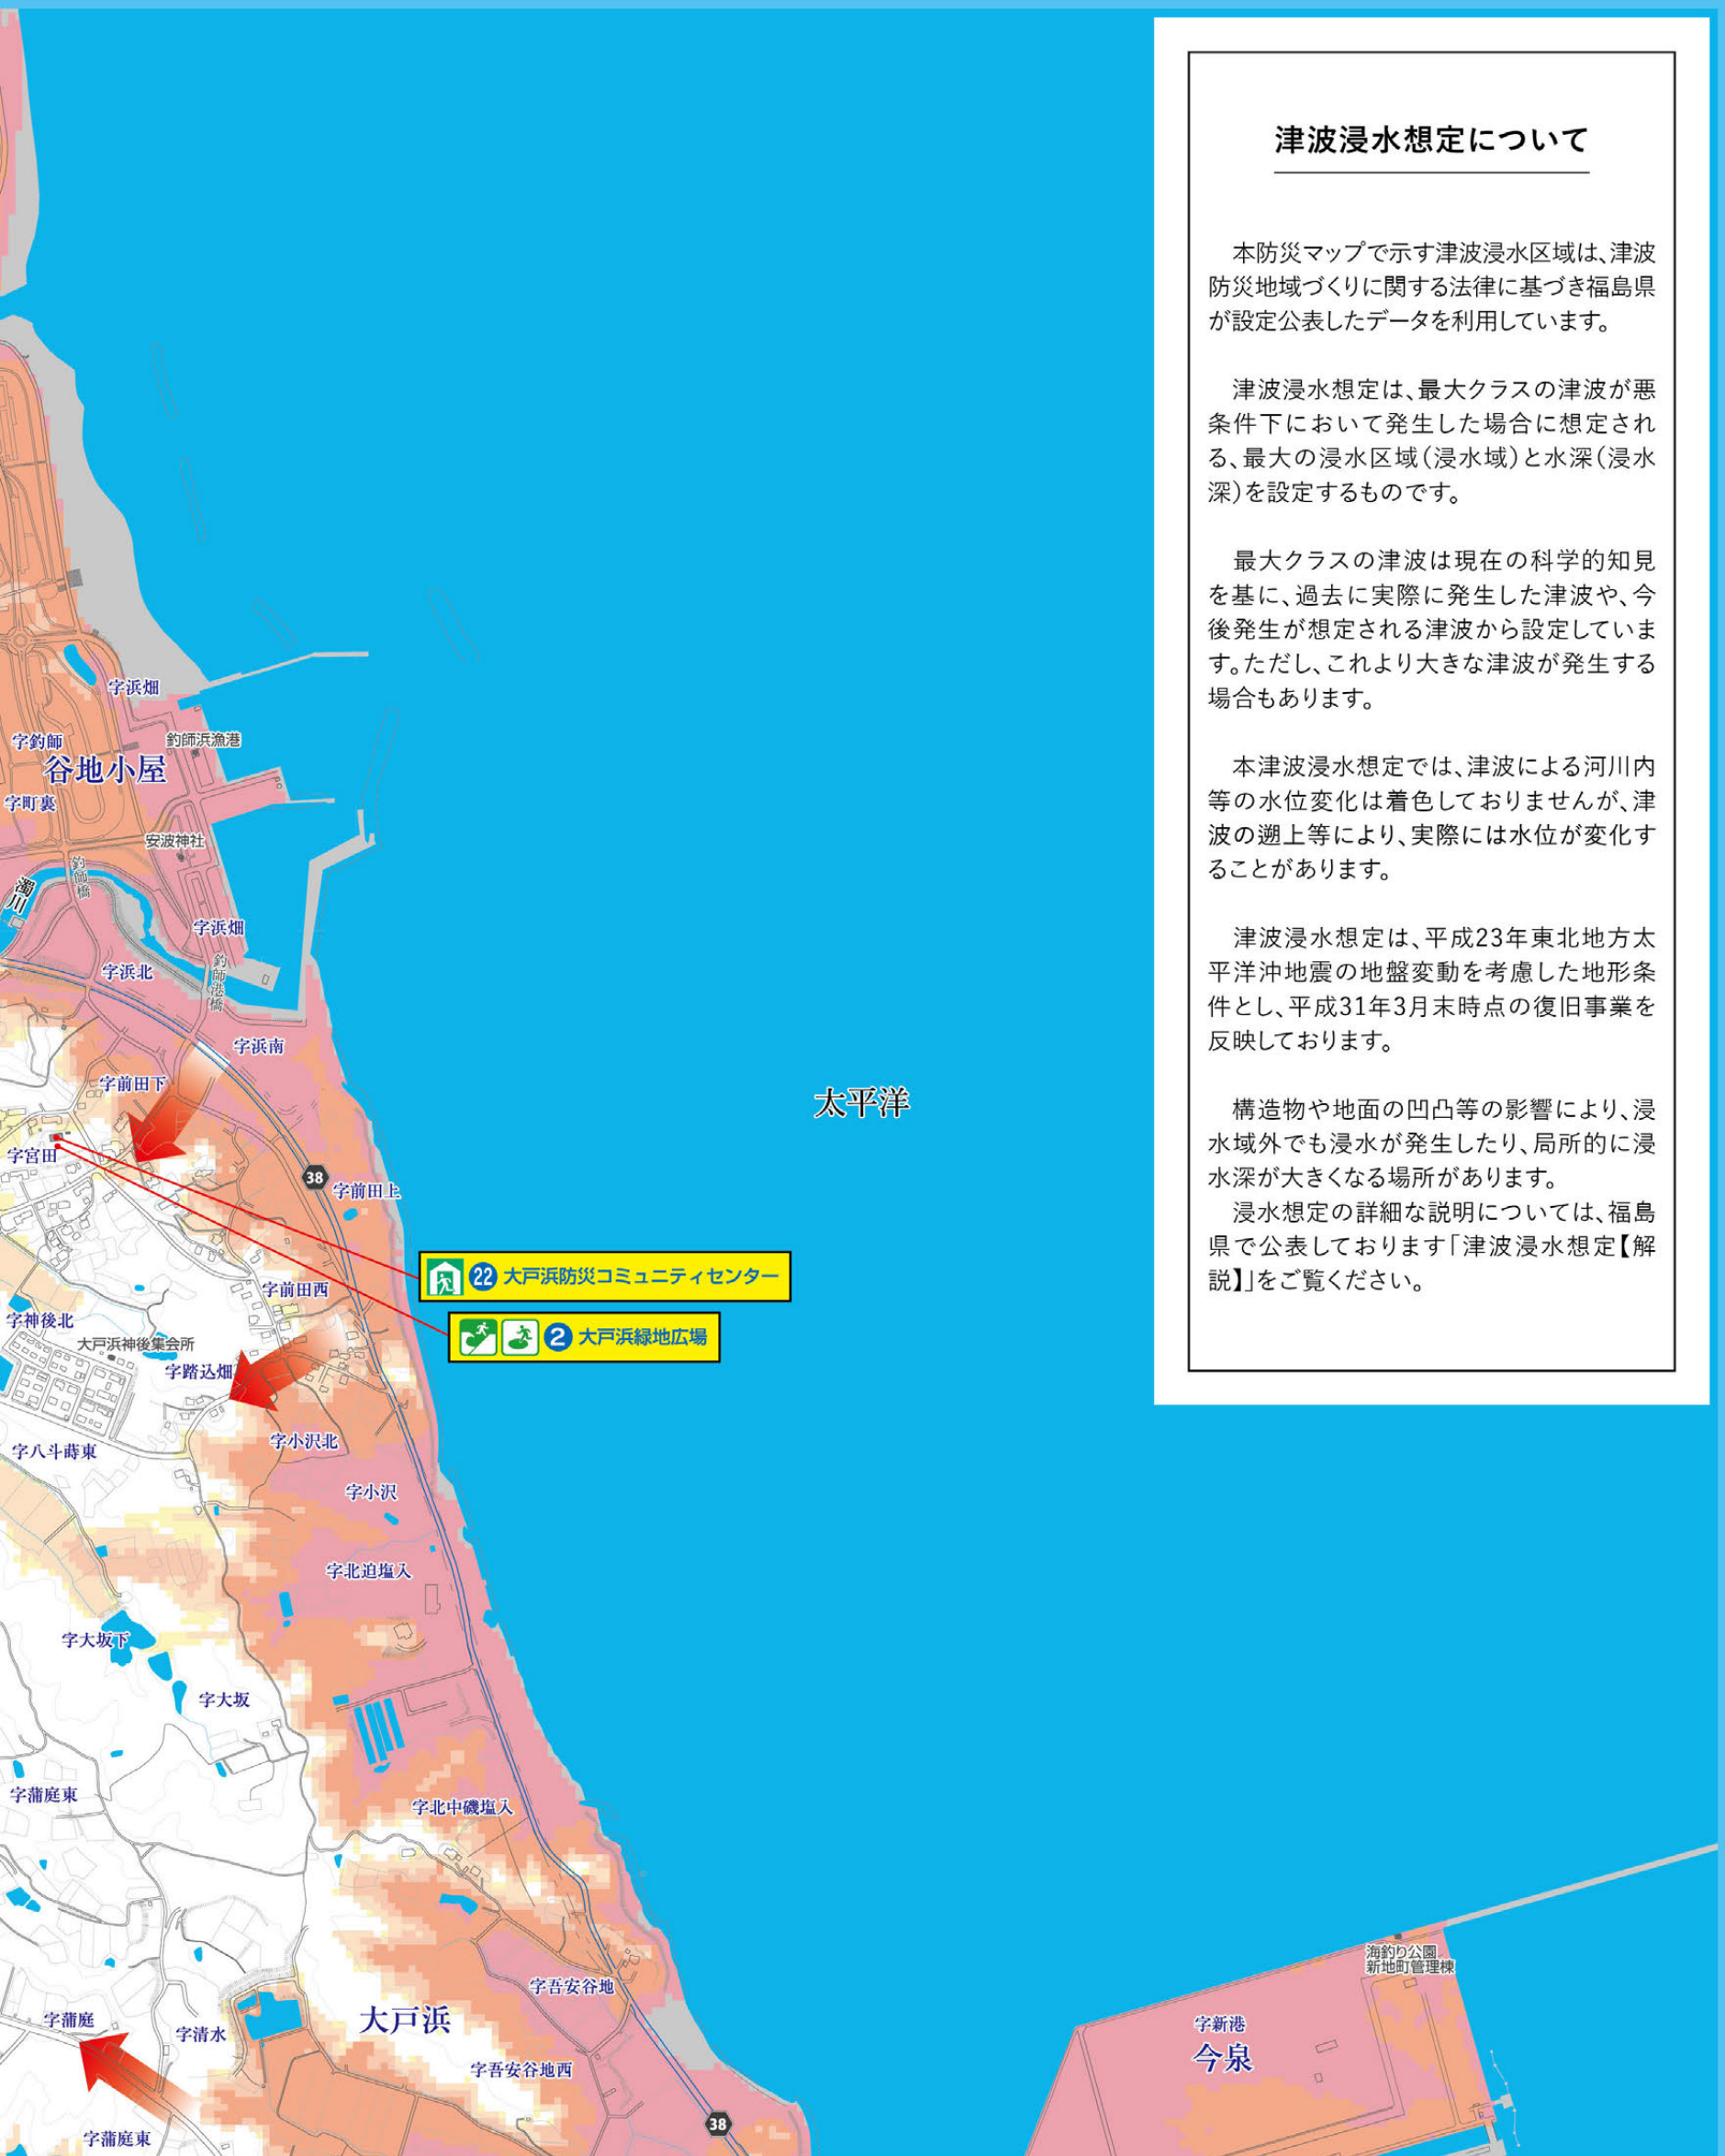 津波浸水想定について
本防災マップで示す津波浸水区域は、津波
防災地域づくりに関する法律に基づき福島県
が設定公表したデータを利用しています。
津波浸水想定は、最大クラスの津波が悪
条件下において発生した場合に想定され
る、最大の浸水区域（浸水域）と水深（浸水
深）を設定するものです。
最大クラスの津波は現在の科学的知見
を基に、過去に実際に発生した津波や、今
後発生が想定される津波から設定していま
す。ただし、これより大きな津波が発生する
場合もあります。
本津波浸水想定では、津波による河川内
等の水位変化は着色しておりませんが、津
波の遡上等により、実際には水位が変化す
ることがあります。
津波浸水想定は、平成23年東北地方太
平洋沖地震の地盤変動を考慮した地形条
件とし、平成31年3月末時点の復旧事業を
反映しております。
構造物や地面の凹凸等の影響により、浸
水域外でも浸水が発生したり、局所的に浸
水深が大きくなる場所があります。
浸水想定の詳細な説明については、福島
県で公表しております「津波浸水想定【解
説】」をご覧ください。
字浜畑
字釣師
釣師浜漁港
谷地小屋
字町裏
安波神社
釣師橋
濁川
字浜畑
字浜北
釣師港橋
字浜南
字前田下
太平洋
字宮田
38
字前田上
22 大戸浜防災コミュニティセンター
字前田西
2 大戸浜緑地広場
字神後北
大戸浜神後集会所
字踏込畑
字小沢北
字八斗蒔東
字小沢
字北迫塩入
字大坂下
字大坂
字蒲庭東
字北中磯塩入
海釣り公園
新地町管理棟
字吾安谷地
字蒲庭
大戸浜
字清水
字新港
今泉
字吾安谷地西
38
字蒲庭東